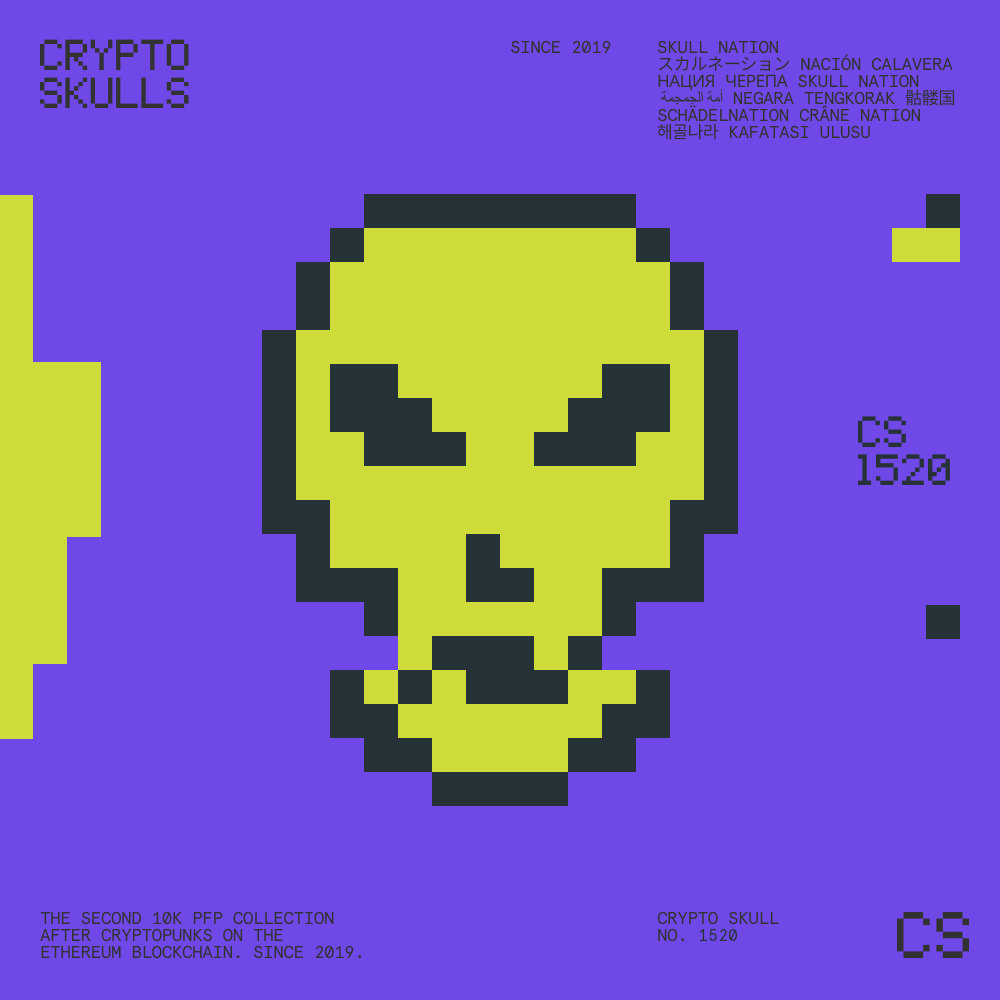 CRYPTO
SKULLS
SINCE 2019
SKULL NATION
スカルネーション NACIÓN CALAVERA
НАЦИЯ ЧЕРЕПА SKULL NATION
أمة الجمجمة NEGARA TENGKORAK 骷髅国
SCHÄDELNATION CRÂNE NATION
해골나라 KAFATASI ULUSU
CS
1520
THE SECOND 10K PFP COLLECTION
AFTER CRYPTOPUNKS ON THE
ETHEREUM BLOCKCHAIN. SINCE 2019.
CRYPTO SKULL
NO. 1520
CS